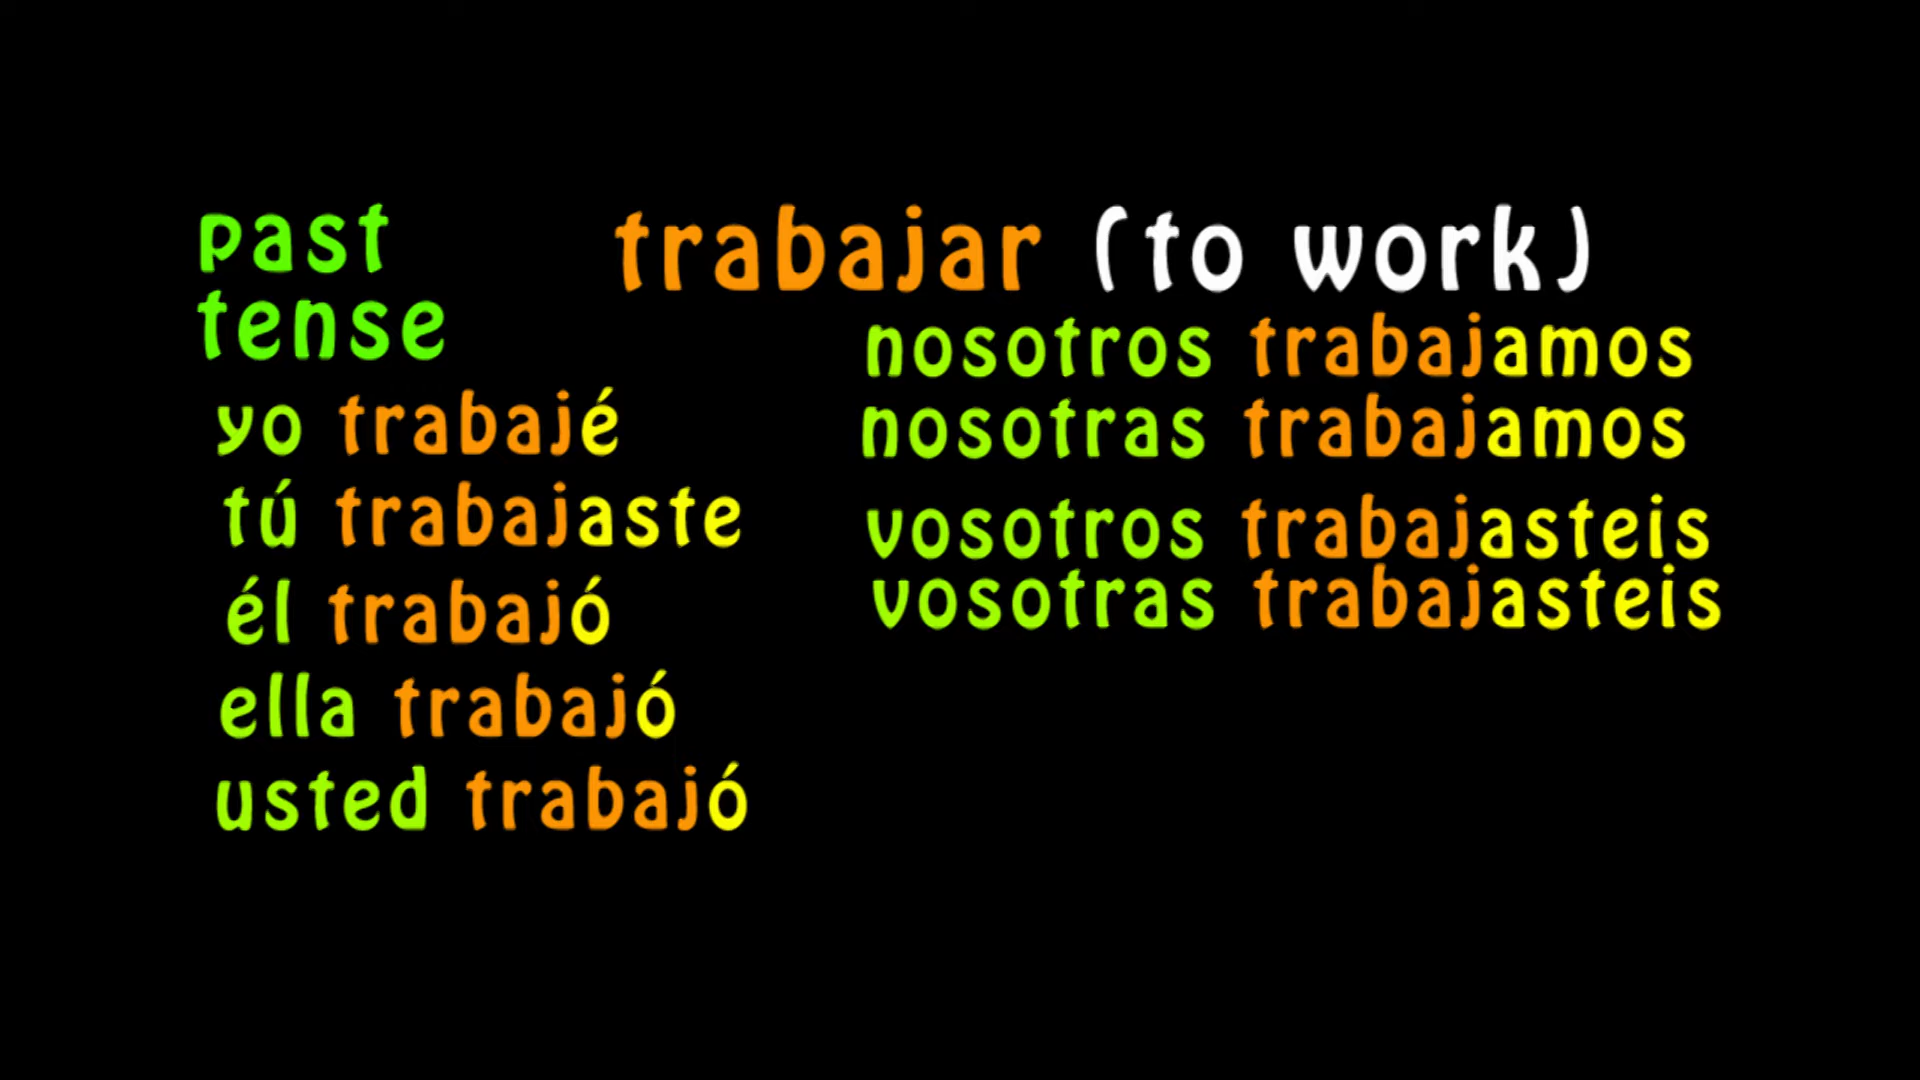 past
tense
trabajar (to work)
yo trabajé
tú trabajaste
él trabajó
ella trabajó
usted trabajó
nosotros trabajamos
nosotras trabajamos
vosotros trabajasteis
vosotras trabajasteis